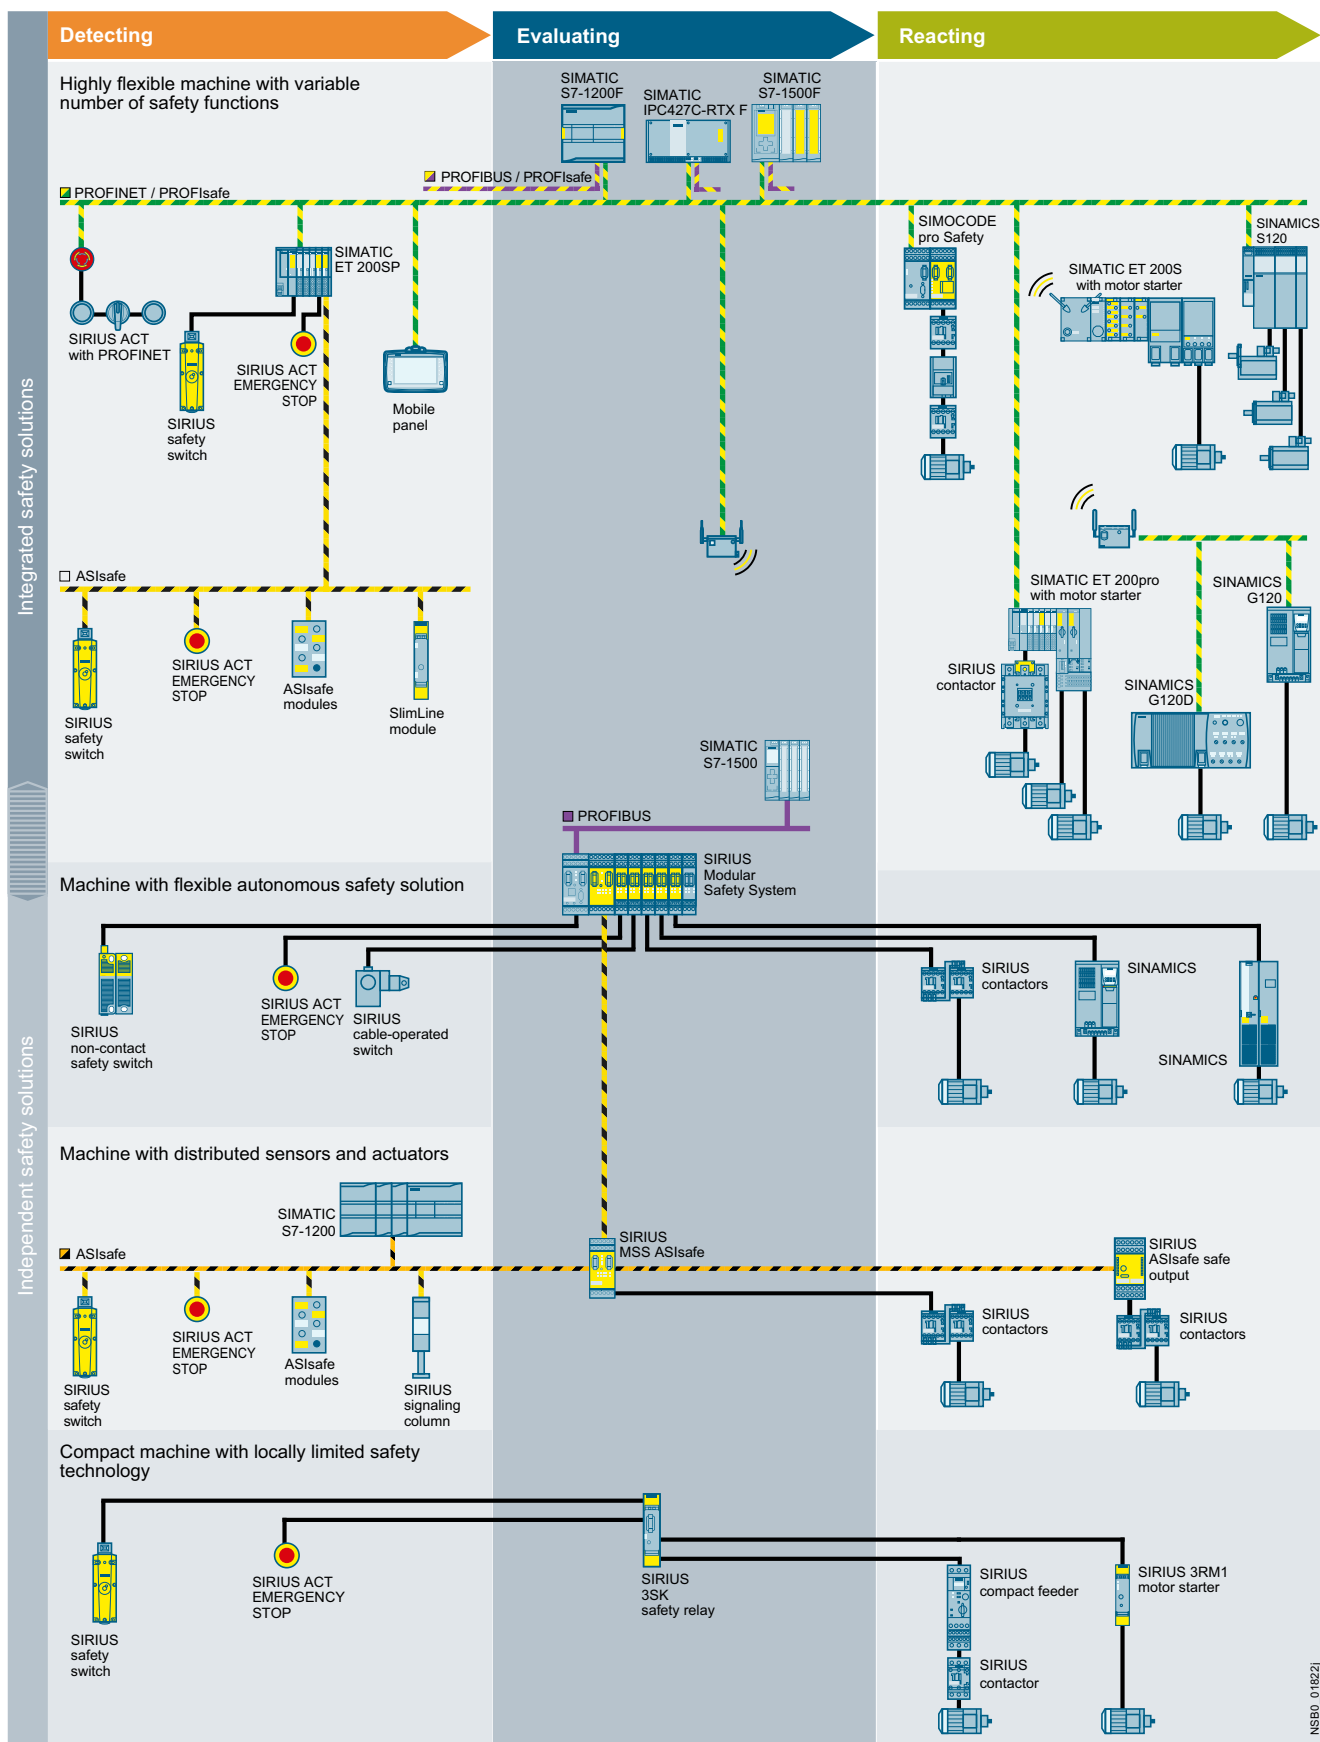 Detecting
Evaluating
Reacting
Integrated safety solutions
Independent safety solutions
Highly flexible machine with variable
number of safety functions
SIMATIC
S7-1200F
SIMATIC
IPC427C-RTX F
SIMATIC
S7-1500F
PROFIBUS / PROFIsafe
PROFINET / PROFIsafe
SIRIUS ACT
with PROFINET
SIMATIC
ET 200SP
SIRIUS
safety
switch
SIRIUS ACT
EMERGENCY
STOP
Mobile
panel
SIMOCODE
pro Safety
SIMATIC ET 200S
with motor starter
SINAMICS
S120
ASIsafe
SIRIUS
safety
switch
SIRIUS ACT
EMERGENCY
STOP
ASIsafe
modules
SlimLine
module
SIMATIC ET 200pro
with motor starter
SIRIUS
contactor
SINAMICS
G120
SINAMICS
G120D
SIMATIC
S7-1500
PROFIBUS
SIRIUS
Modular
Safety System
Machine with flexible autonomous safety solution
SIRIUS
non-contact
safety switch
SIRIUS ACT
EMERGENCY
STOP
SIRIUS
cable-operated
switch
SIRIUS
contactors
SINAMICS
SINAMICS
Machine with distributed sensors and actuators
SIMATIC
S7-1200
ASIsafe
SIRIUS
MSS ASIsafe
SIRIUS
ASIsafe safe
output
SIRIUS
safety
switch
SIRIUS ACT
EMERGENCY
STOP
ASIsafe
modules
SIRIUS
signaling
column
SIRIUS
contactors
SIRIUS
contactors
Compact machine with locally limited safety
technology
SIRIUS
safety
switch
SIRIUS ACT
EMERGENCY
STOP
SIRIUS
3SK
safety relay
SIRIUS
compact feeder
SIRIUS 3RM1
motor starter
SIRIUS
contactor
NSB0_01822j